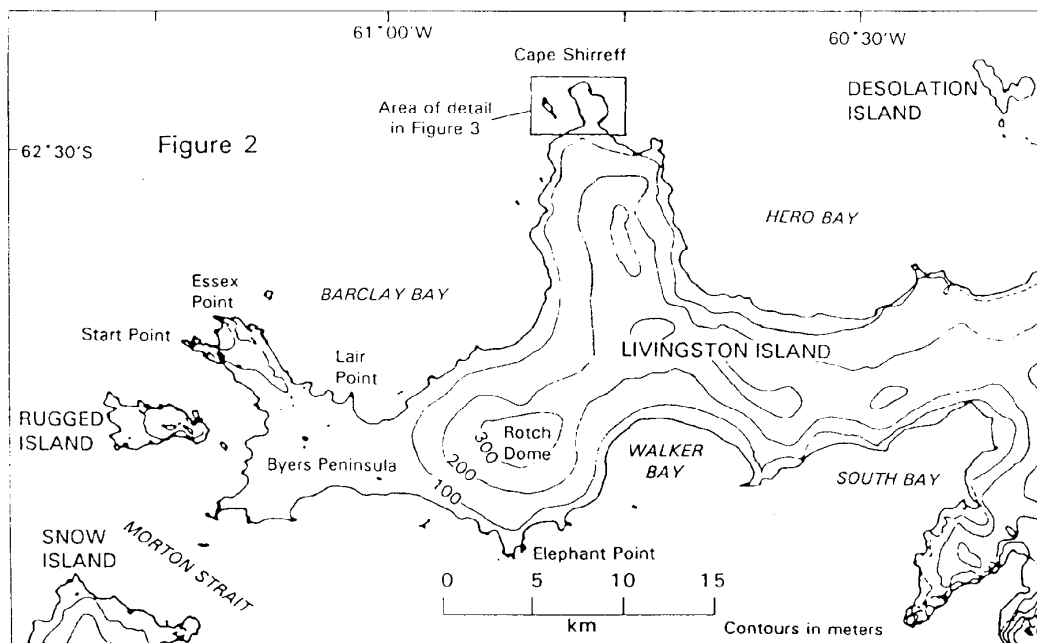 61°00'W
60°30'W
Cape Shirreff
DESOLATION
ISLAND
Area of detail
in Figure 3
Figure 2
62°30'S
HERO BAY
Essex
Point
BARCLAY BAY
Start Point
LIVINGSTON ISLAND
Lair
Point
RUGGED
ISLAND
Rotch
Dome
300
200
100
WALKER
BAY
Byers Peninsula
SOUTH BAY
SNOW
ISLAND
MORTON STRAIT
Elephant Point
0 5 10 15
km
Contours in meters